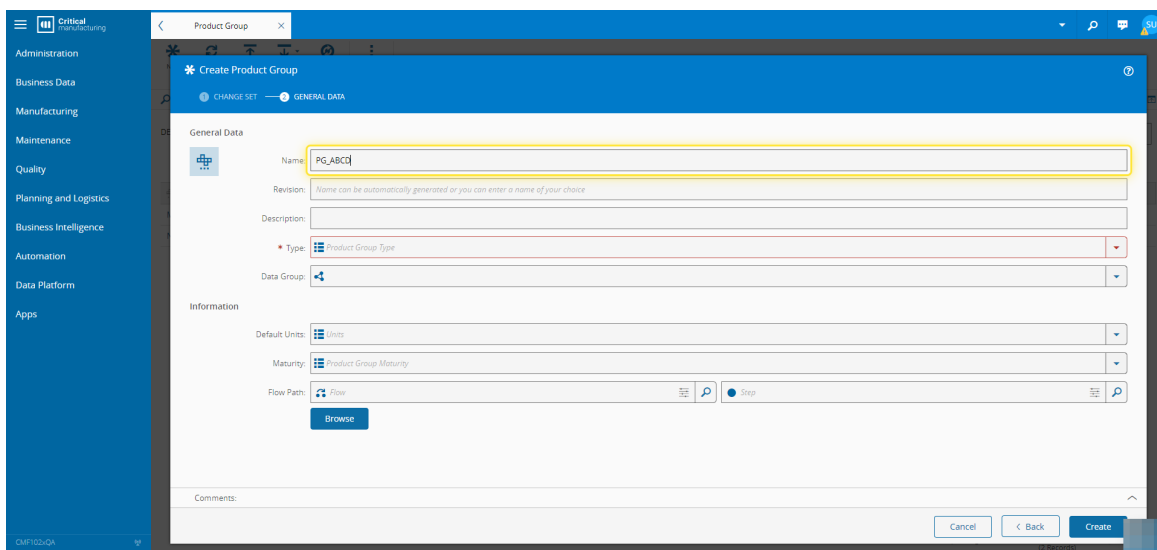 Critical manufacturing
Product Group
SU
Administration
Business Data
Manufacturing
Maintenance
Quality
Planning and Logistics
Business Intelligence
Automation
Data Platform
Apps
CMF102xQA
Create Product Group
1 CHANGE SET 2 GENERAL DATA
General Data
Name: PG_ABCD
Revision: Name can be automatically generated or you can enter a name of your choice
Description:
* Type: Product Group Type
Data Group:
Information
Default Units: Units
Maturity: Product Group Maturity
Flow Path: Flow Step
Browse
Comments:
Cancel < Back Create